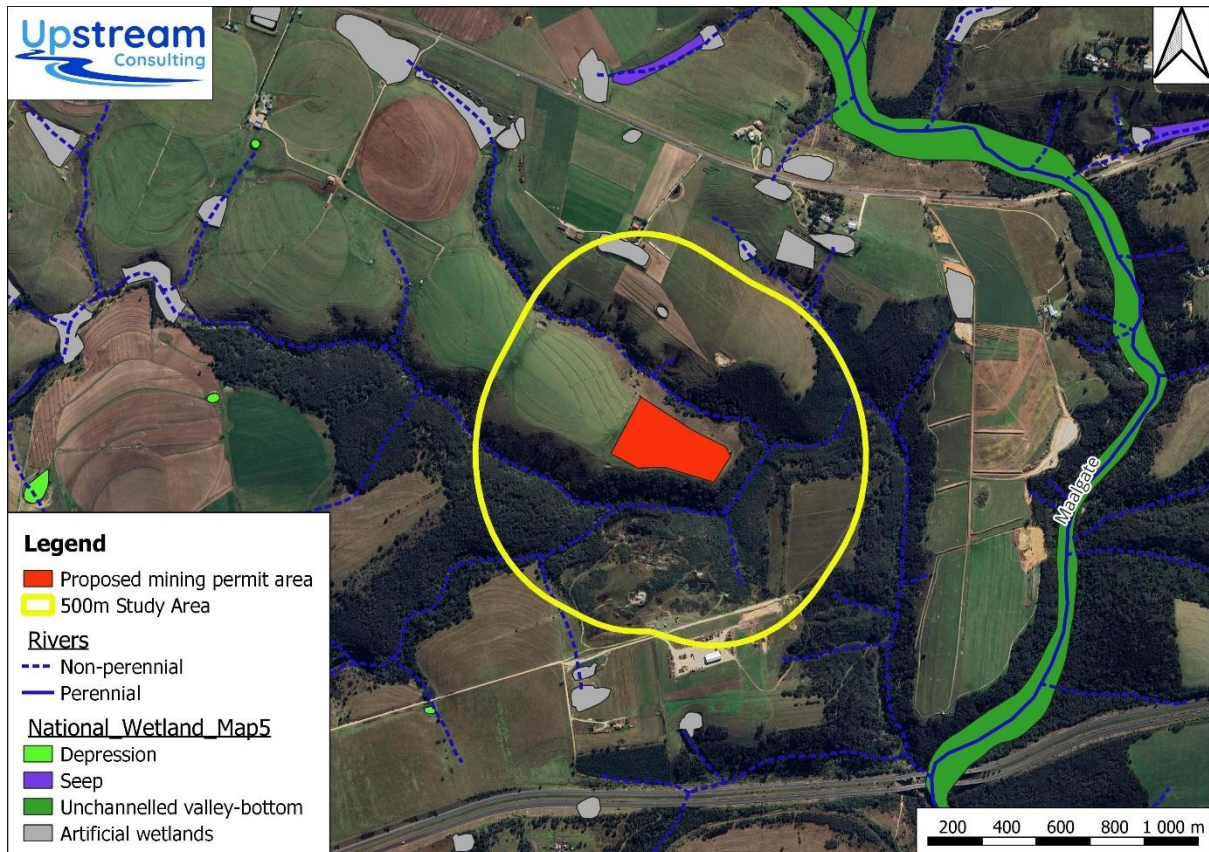 Upstream
Consulting
Maalgate
Legend
Proposed mining permit area
500m Study Area
Rivers
Non-perennial
Perennial
National_Wetland_Map5
Depression
Seep
Unchannelled valley-bottom
Artificial wetlands
200 400 600 800 1 000 m